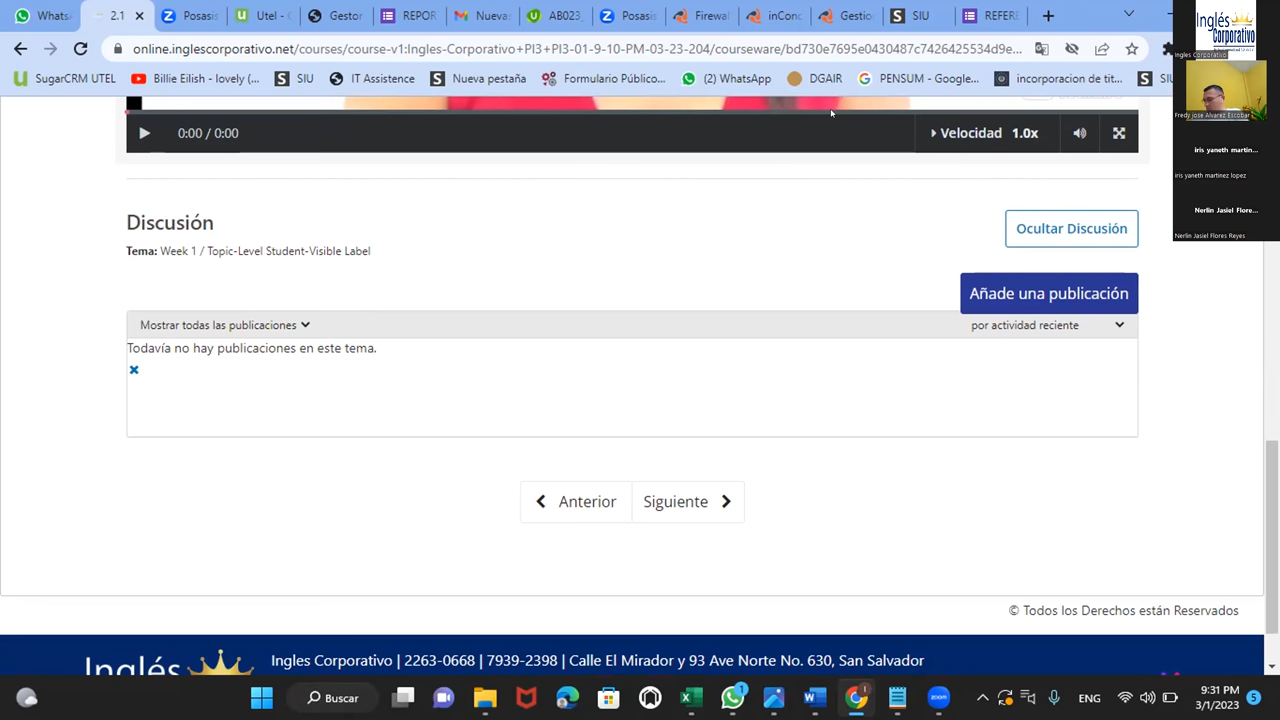 Whats
2.1
Posasis
Utel - C
Gestor
REPOR
Nuevas
AB023
Posasis
Firewal
inConc
Gestio
SIU
REFERE
online.inglescorporativo.net/courses/course-v1:Ingles-Corporativo+PI3+PI3-01-9-10-PM-03-23-204/courseware/bd730e7695e0430487c7426425534d9e...
SugarCRM UTEL
Billie Eilish - lovely (...
SIU
IT Assistence
Nueva pestaña
Formulario Público...
(2) WhatsApp
DGAIR
PENSUM - Google...
incorporacion de tit...
SIU
Inglés
Corporativo
Ingles Corporativo
Fredy jose Alvarez Escobar
iris yaneth martin...
iris yaneth martinez lopez
Nerlin Jasiel Flore...
Nerlin Jasiel Flores Reyes
0:00 / 0:00
Velocidad 1.0x
Discusión
Ocultar Discusión
Tema: Week 1 / Topic-Level Student-Visible Label
Añade una publicación
Mostrar todas las publicaciones
por actividad reciente
Todavía no hay publicaciones en este tema.
Anterior
Siguiente
© Todos los Derechos están Reservados
Inglés
Ingles Corporativo | 2263-0668 | 7939-2398 | Calle El Mirador y 93 Ave Norte No. 630, San Salvador
Buscar
1
ENG
9:31 PM
3/1/2023
5